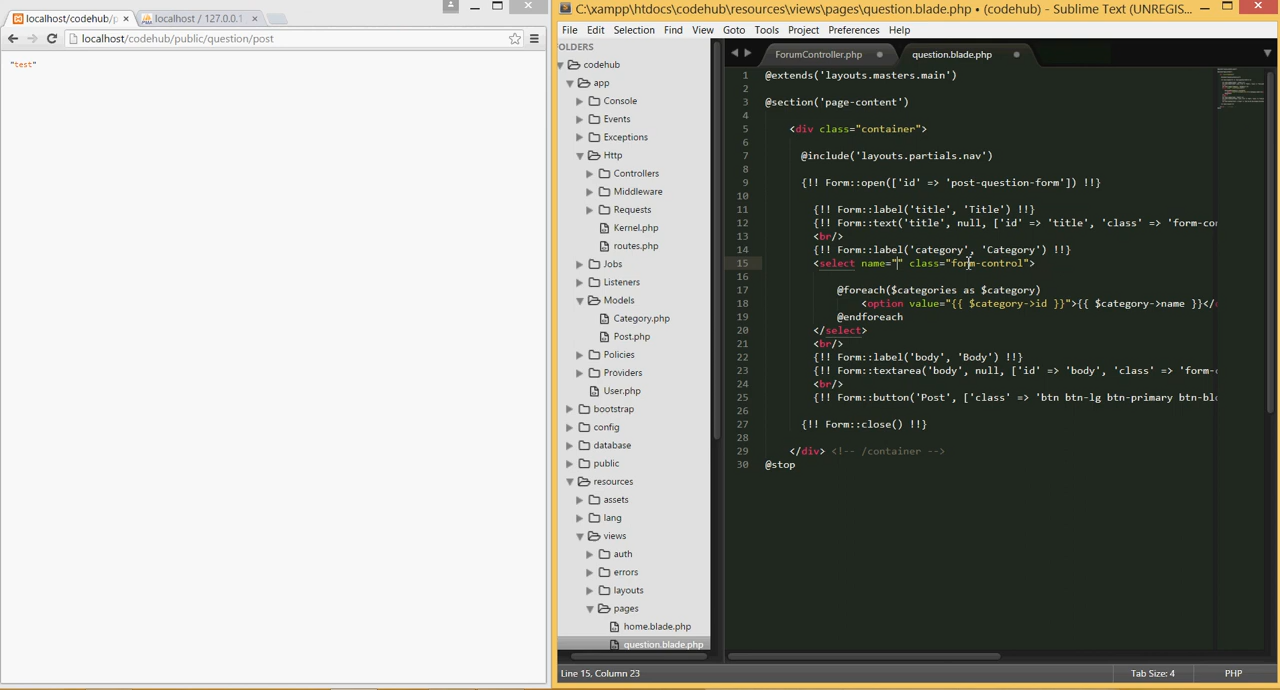 localhost/codehub/p ×
localhost / 127.0.0.1 ×
localhost/codehub/public/question/post
"test"
C:\xampp\htdocs\codehub\resources\views\pages\question.blade.php • (codehub) - Sublime Text (UNREGIS...
File Edit Selection Find View Goto Tools Project Preferences Help
OLDERS
codehub
app
Console
Events
Exceptions
Http
Controllers
Middleware
Requests
Kernel.php
routes.php
Jobs
Listeners
Models
Category.php
Post.php
Policies
Providers
User.php
bootstrap
config
database
public
resources
assets
lang
views
auth
errors
layouts
pages
home.blade.php
question.blade.php
ForumController.php
question.blade.php
1 @extends('layouts.masters.main')
2
3 @section('page-content')
4
5 <div class="container">
6
7 @include('layouts.partials.nav')
8
9 {!! Form::open(['id' => 'post-question-form']) !!}
10
11 {!! Form::label('title', 'Title') !!}
12 {!! Form::text('title', null, ['id' => 'title', 'class' => 'form-co
13 <br/>
14 {!! Form::label('category', 'Category') !!}
15 <select name="" class="form-control">
16
17 @foreach($categories as $category)
18 <option value="{{ $category->id }}">{{ $category->name }}</
19 @endforeach
20 </select>
21 <br/>
22 {!! Form::label('body', 'Body') !!}
23 {!! Form::textarea('body', null, ['id' => 'body', 'class' => 'form-c
24 <br/>
25 {!! Form::button('Post', ['class' => 'btn btn-lg btn-primary btn-bl
26
27 {!! Form::close() !!}
28
29 </div> <!-- /container -->
30 @stop
Line 15, Column 23
Tab Size: 4
PHP